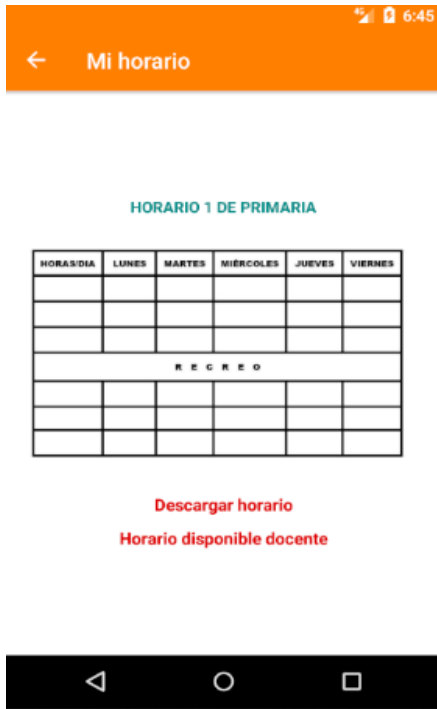 4G 6:45
Mi horario
HORARIO 1 DE PRIMARIA
HORAS/DIA LUNES MARTES MIÉRCOLES JUEVES VIERNES
R E C R E O
Descargar horario
Horario disponible docente